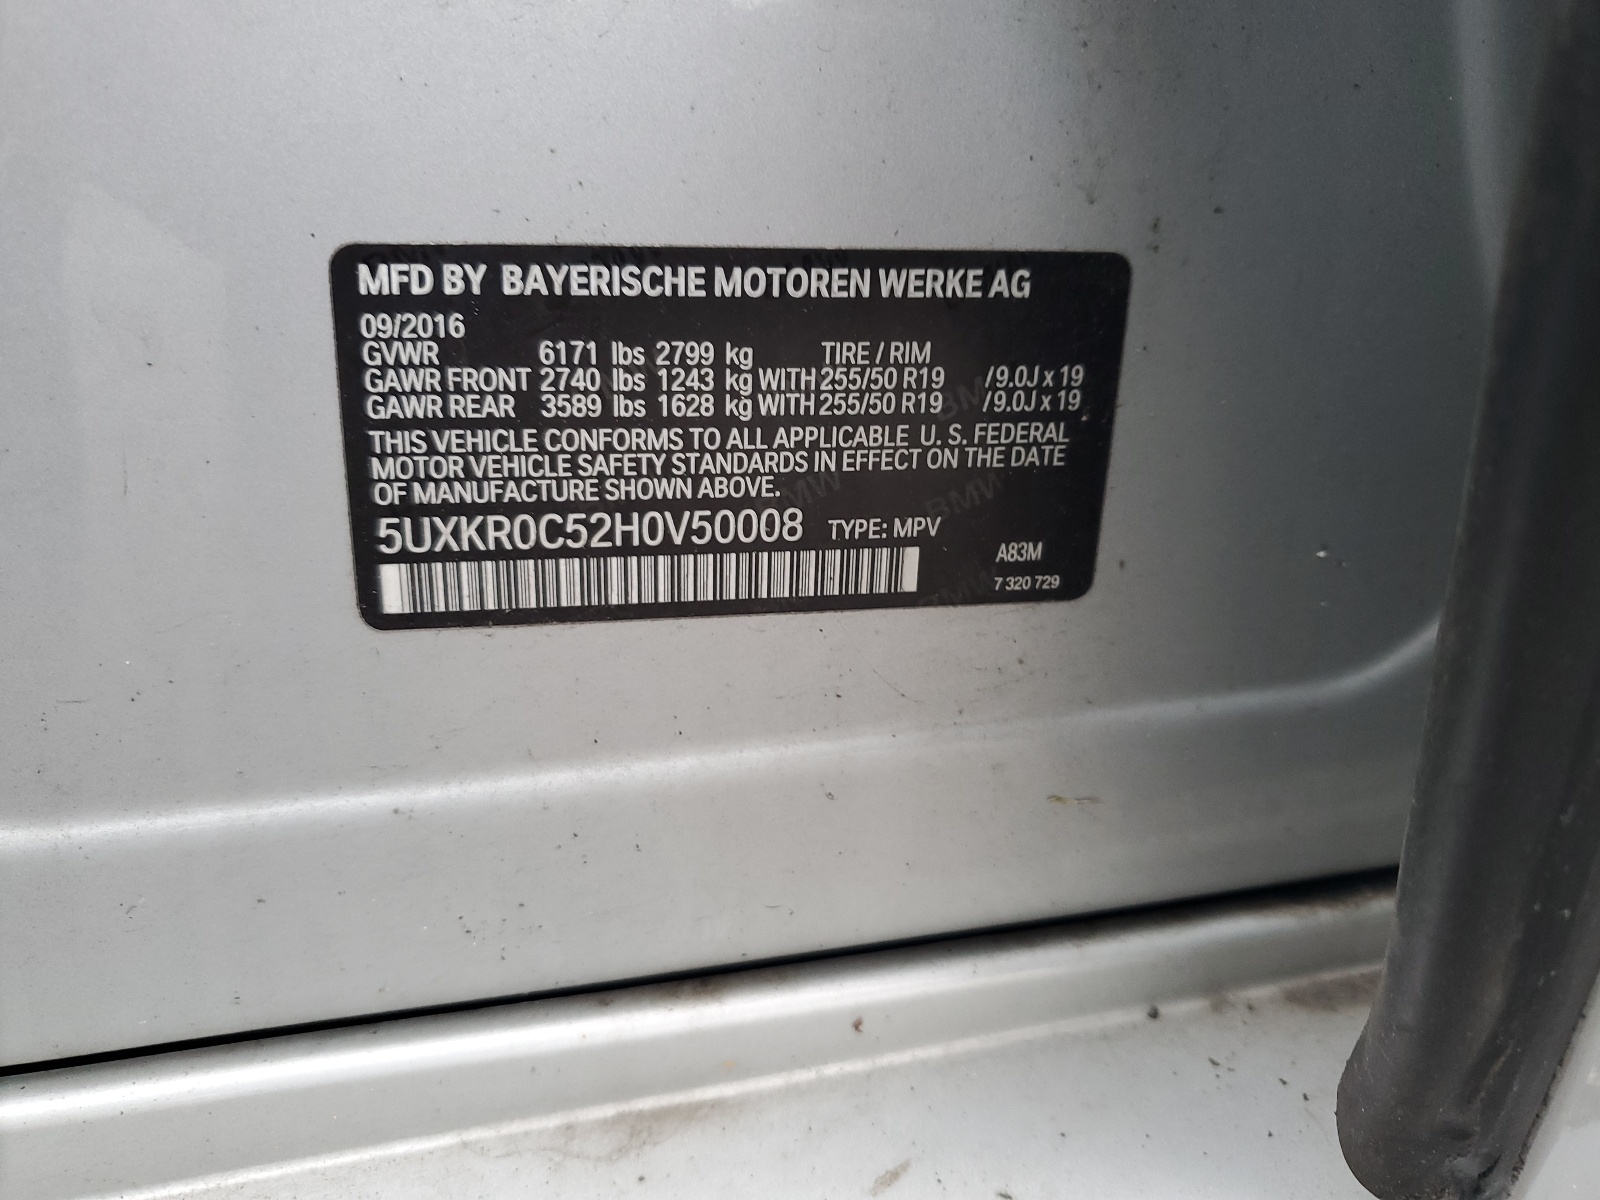 MFD BY BAYERISCHE MOTOREN WERKE AG
09/2016
GVWR 6171 lbs 2799 kg TIRE / RIM
GAWR FRONT 2740 lbs 1243 kg WITH 255/50 R19 /9.0J x 19
GAWR REAR 3589 lbs 1628 kg WITH 255/50 R19 /9.0J x 19
THIS VEHICLE CONFORMS TO ALL APPLICABLE U. S. FEDERAL
MOTOR VEHICLE SAFETY STANDARDS IN EFFECT ON THE DATE
OF MANUFACTURE SHOWN ABOVE.
5UXKR0C52H0V50008 TYPE: MPV
A83M
7 320 729